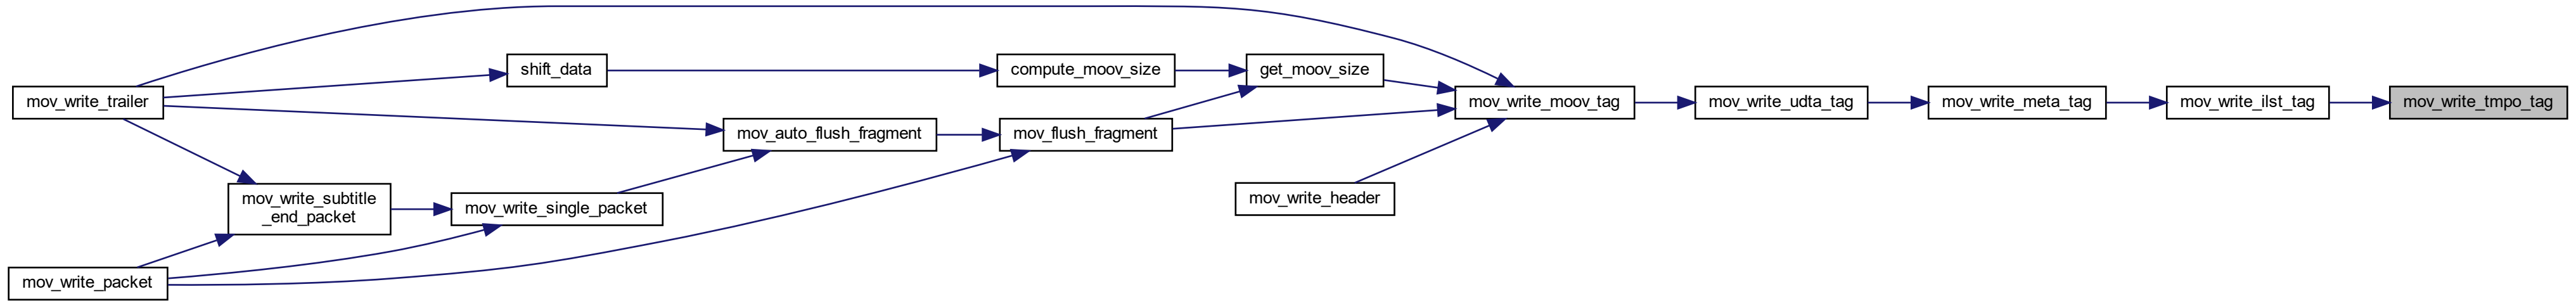 mov_write_trailer
shift_data
compute_moov_size
get_moov_size
mov_write_moov_tag
mov_write_udta_tag
mov_write_meta_tag
mov_write_ilst_tag
mov_write_tmpo_tag
mov_auto_flush_fragment
mov_flush_fragment
mov_write_subtitle
_end_packet
mov_write_single_packet
mov_write_header
mov_write_packet